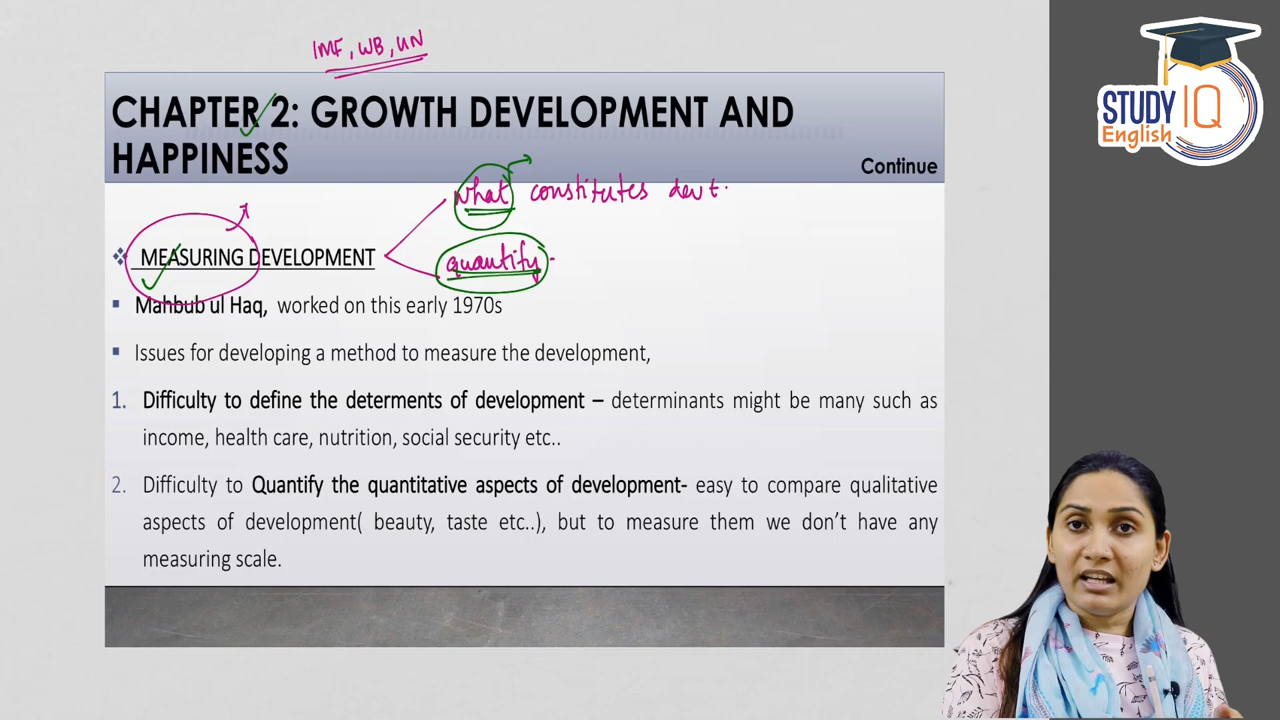 IMF, WB, UN
CHAPTER 2: GROWTH DEVELOPMENT AND
HAPPINESS
Continue
what constitutes devt.
MEASURING DEVELOPMENT
quantify.
Mahbub ul Haq, worked on this early 1970s
Issues for developing a method to measure the development,
1. Difficulty to define the determents of development – determinants might be many such as
income, health care, nutrition, social security etc..
2. Difficulty to Quantify the quantitative aspects of development- easy to compare qualitative
aspects of development( beauty, taste etc..), but to measure them we don't have any
measuring scale.
STUDY IQ
English